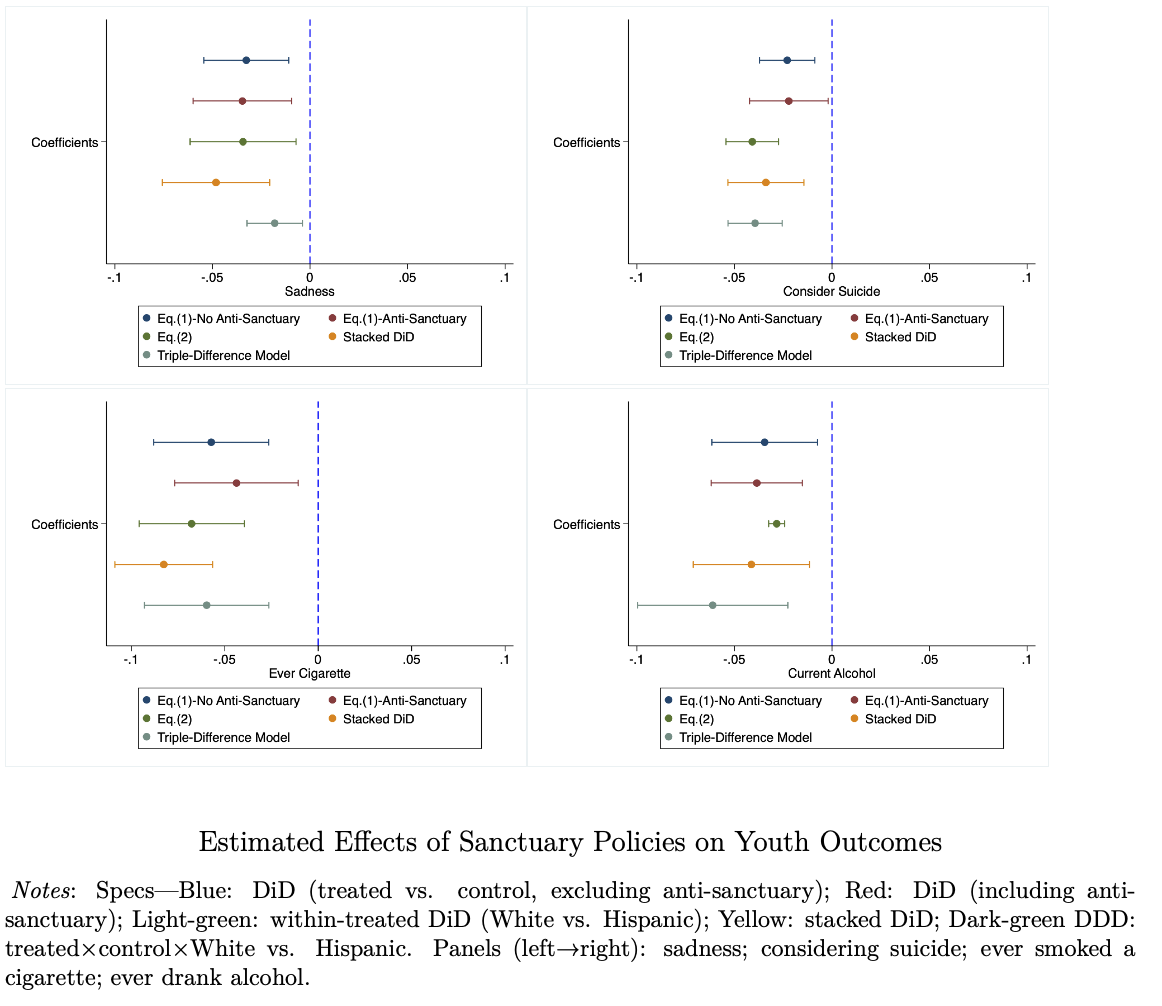 Coefficients
-.1 -.05 0 .05 .1
Sadness
Eq.(1)-No Anti-Sanctuary Eq.(1)-Anti-Sanctuary
Eq.(2) Stacked DiD
Triple-Difference Model
Coefficients
-.1 -.05 0 .05 .1
Consider Suicide
Eq.(1)-No Anti-Sanctuary Eq.(1)-Anti-Sanctuary
Eq.(2) Stacked DiD
Triple-Difference Model
Coefficients
-.1 -.05 0 .05 .1
Ever Cigarette
Eq.(1)-No Anti-Sanctuary Eq.(1)-Anti-Sanctuary
Eq.(2) Stacked DiD
Triple-Difference Model
Coefficients
-.1 -.05 0 .05 .1
Current Alcohol
Eq.(1)-No Anti-Sanctuary Eq.(1)-Anti-Sanctuary
Eq.(2) Stacked DiD
Triple-Difference Model
Estimated Effects of Sanctuary Policies on Youth Outcomes
Notes: Specs—Blue: DiD (treated vs. control, excluding anti-sanctuary); Red: DiD (including anti-
sanctuary); Light-green: within-treated DiD (White vs. Hispanic); Yellow: stacked DiD; Dark-green DDD:
treated×control×White vs. Hispanic. Panels (left→right): sadness; considering suicide; ever smoked a
cigarette; ever drank alcohol.